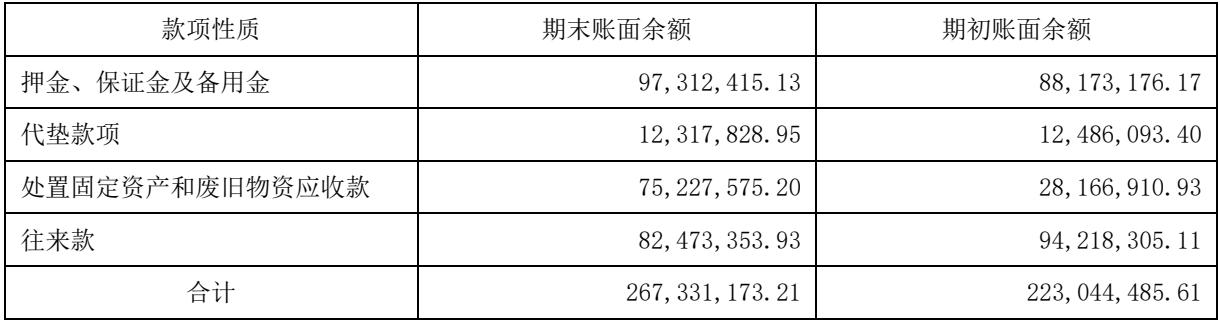 款项性质 期末账面余额 期初账面余额
押金、保证金及备用金 97,312,415.13 88,173,176.17
代垫款项 12,317,828.95 12,486,093.40
处置固定资产和废旧物资应收款 75,227,575.20 28,166,910.93
往来款 82,473,353.93 94,218,305.11
合计 267,331,173.21 223,044,485.61